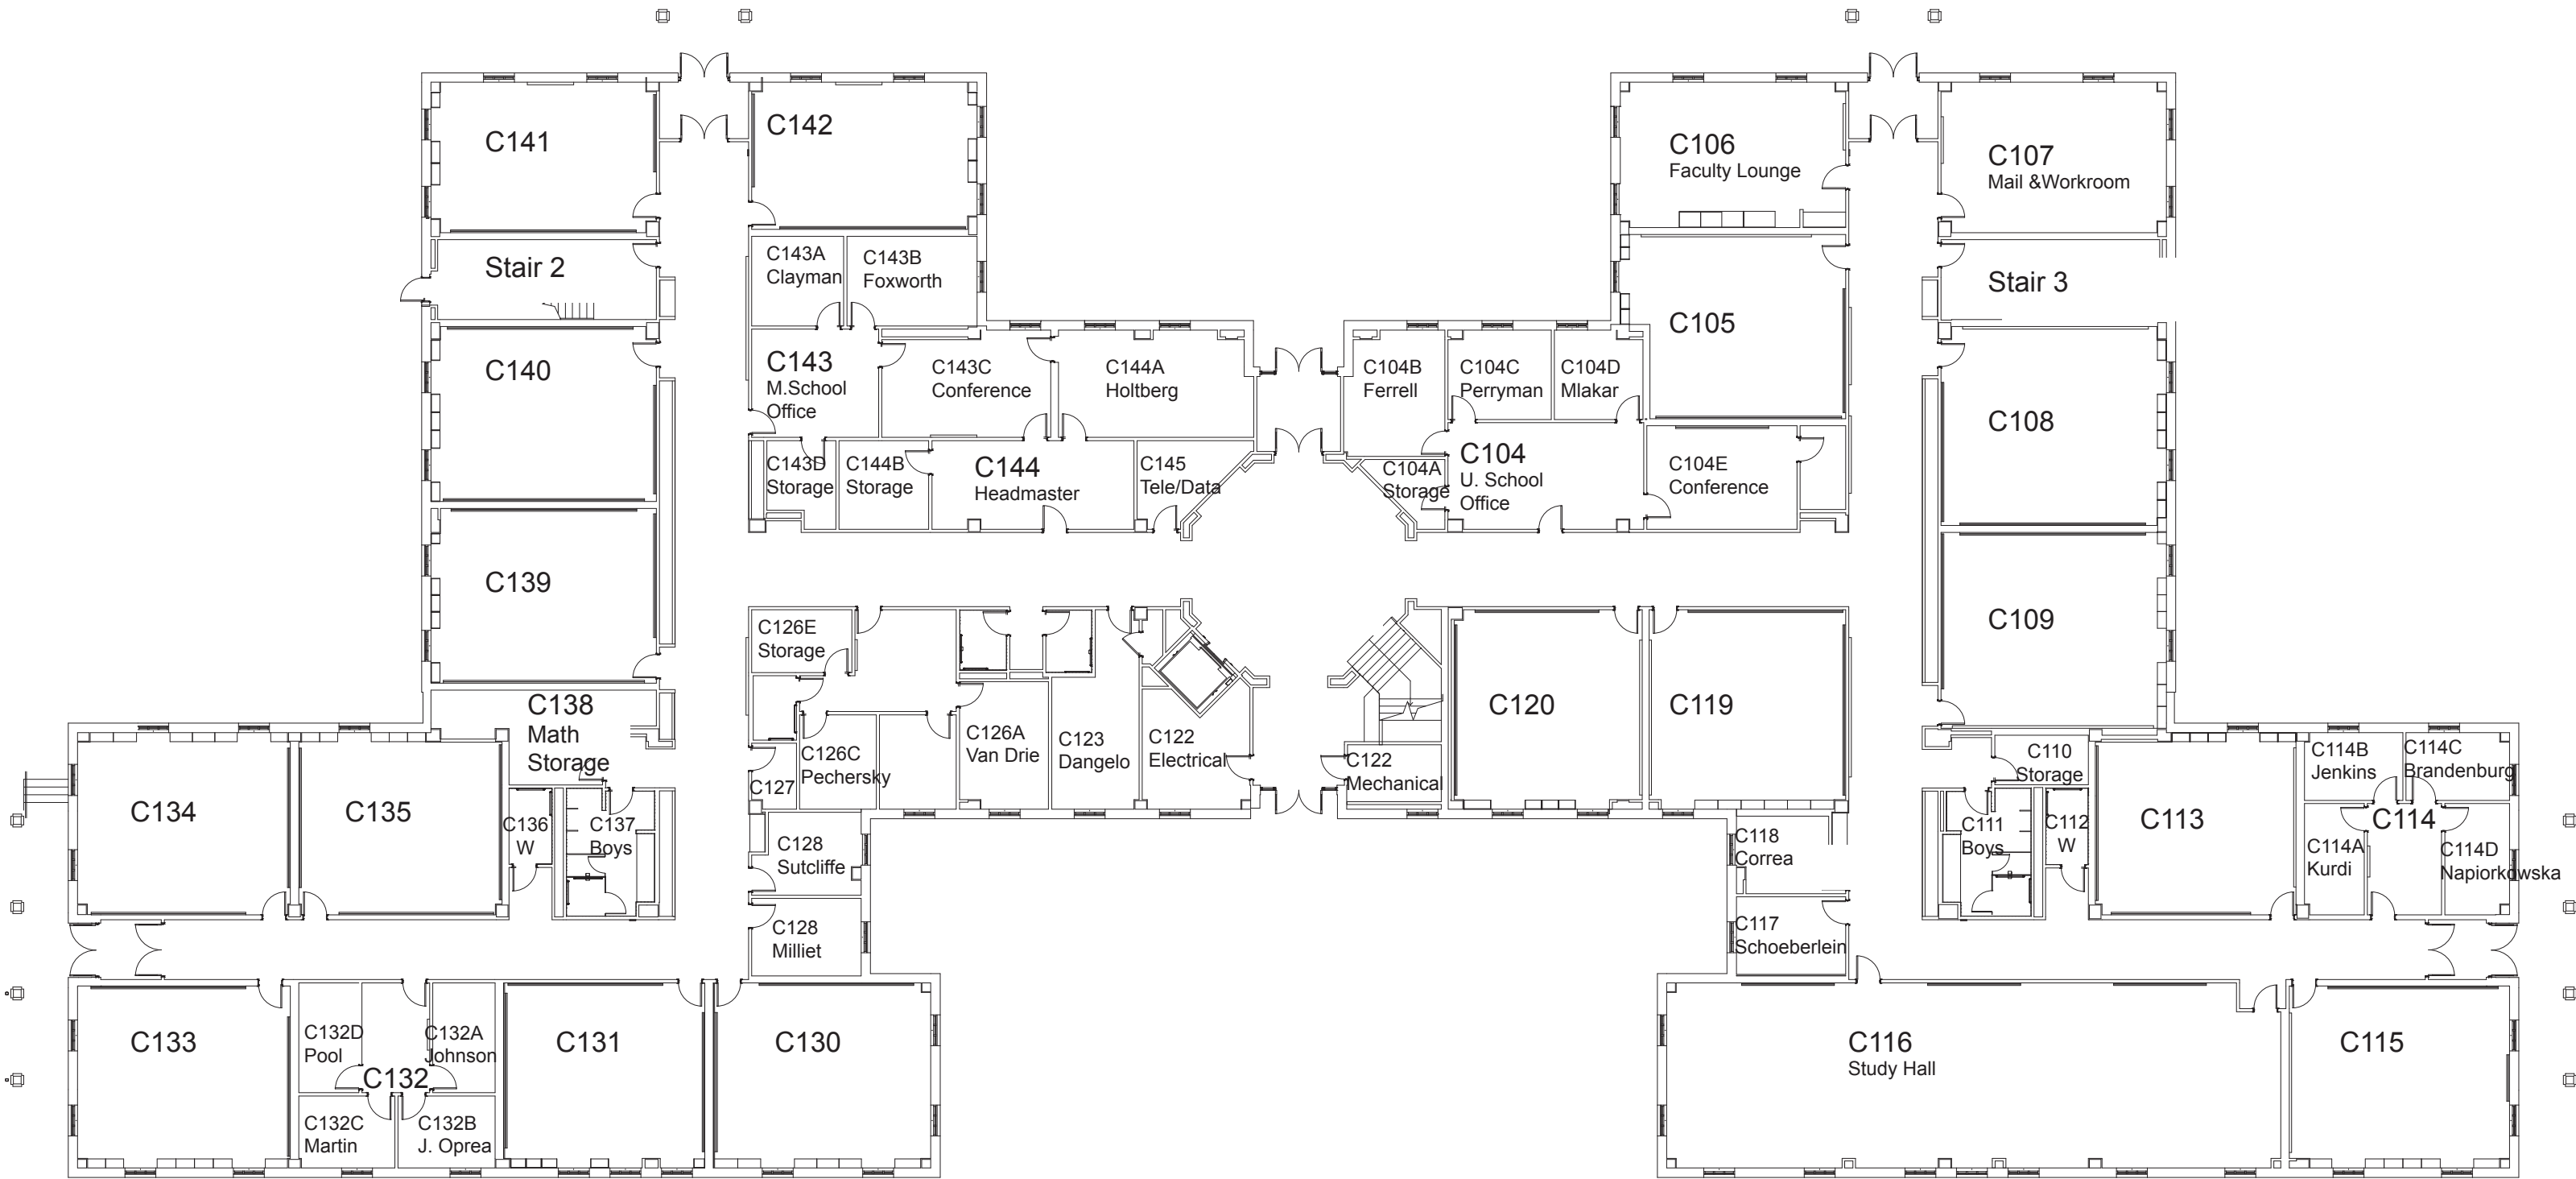 C141
C142
C106
Faculty Lounge
C107
Mail &Workroom
Stair 2
C143A
Clayman
C143B
Foxworth
Stair 3
C105
C140
C143
M.School
Office
C143C
Conference
C144A
Holtberg
C104B
Ferrell
C104C
Perryman
C104D
Mlakar
C108
C143D
Storage
C144B
Storage
C144
Headmaster
C145
Tele/Data
C104A
Storage
C104
U. School
Office
C104E
Conference
C139
C109
C126E
Storage
C138
Math
Storage
C126C
Pechersky
C126A
Van Drie
C123
Dangelo
C122
Electrical
C122
Mechanical
C120
C119
C110
Storage
C114B
Jenkins
C114C
Brandenburg
C127
C134
C135
C136
W
C137
Boys
C128
Sutcliffe
C118
Correa
C111
Boys
C112
W
C113
C114
C114A
Kurdi
C114D
Napiorkowska
C128
Milliet
C117
Schoeberlein
C133
C132D
Pool
C132A
Johnson
C132
C132C
Martin
C132B
J. Oprea
C131
C130
C116
Study Hall
C115